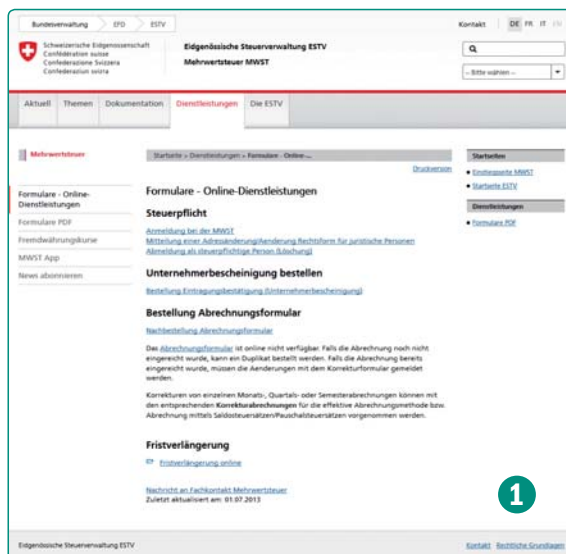 Bundesverwaltung EFD ESTV
Kontakt DE FR IT EN
Schweizerische Eidgenossenschaft
Confédération suisse
Confederazione Svizzera
Confederaziun svizra
Eidgenössische Steuerverwaltung ESTV
Mehrwertsteuer MWST
– Bitte wählen –
Aktuell Themen Dokumentation Dienstleistungen Die ESTV
Mehrwertsteuer
Formulare - Online-
Dienstleistungen
Formulare PDF
Fremdwährungskurse
MWST App
News abonnieren
Startseite > Dienstleistungen > Formulare - Online-...
Druckversion
Formulare - Online-Dienstleistungen
Steuerpflicht
Anmeldung bei der MWST
Mitteilung einer Adressänderung/Aenderung Rechtsform für juristische Personen
Abmeldung als steuerpflichtige Person (Löschung)
Unternehmerbescheinigung bestellen
Bestellung Eintragungsbestätigung (Unternehmerbescheinigung)
Bestellung Abrechnungsformular
Nachbestellung Abrechnungsformular
Das Abrechnungsformular ist online nicht verfügbar. Falls die Abrechnung noch nicht
eingereicht wurde, kann ein Duplikat bestellt werden. Falls die Abrechnung bereits
eingereicht wurde, müssen die Aenderungen mit dem Korrekturformular gemeldet
werden.
Korrekturen von einzelnen Monats-, Quartals- oder Semesterabrechnungen können mit
den entsprechenden Korrekturabrechnungen für die effektive Abrechnungsmethode bzw.
Abrechnung mittels Saldosteuersätzen/Pauschalsteuersätzen vorgenommen werden.
Fristverlängerung
Fristverlängerung online
Nachricht an Fachkontakt Mehrwertsteuer
Zuletzt aktualisiert am: 01.07.2013
Startseiten
Einstiegsseite MWST
Startseite ESTV
Dienstleistungen
Formulare PDF
1
Eidgenössische Steuerverwaltung ESTV
Kontakt Rechtliche Grundlagen